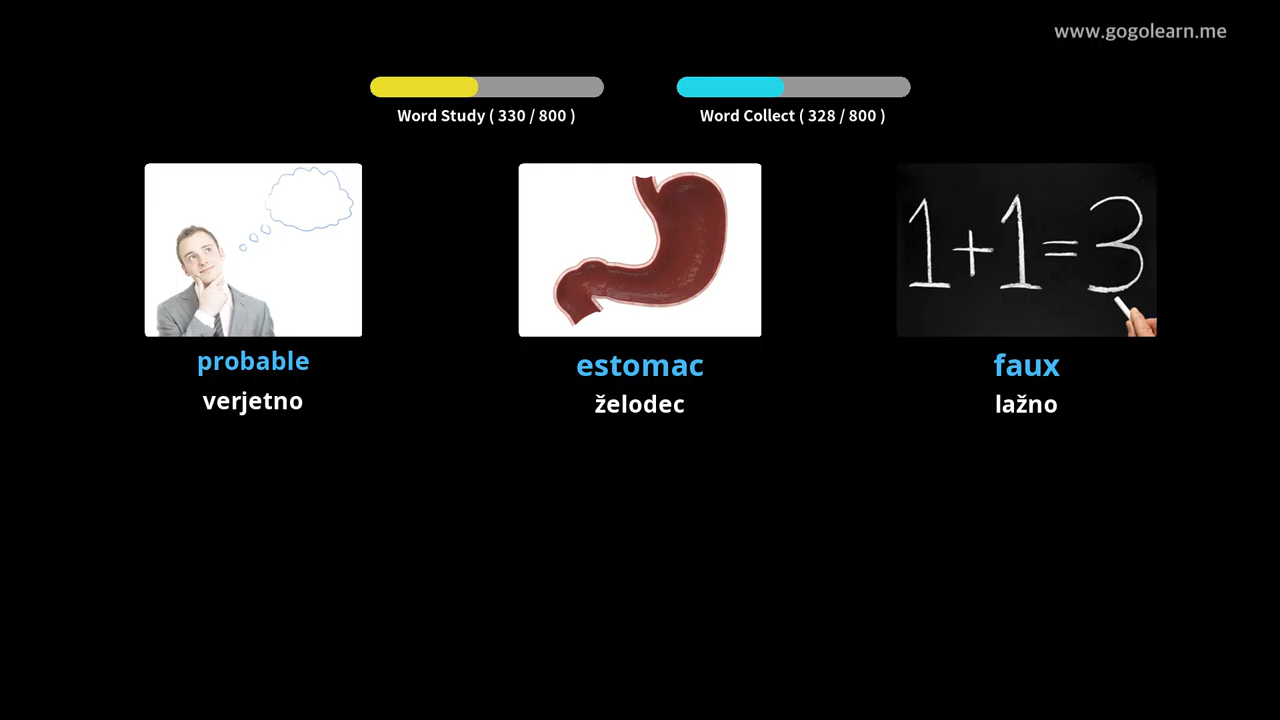 www.gogolearn.me
Word Study ( 330 / 800 )
Word Collect ( 328 / 800 )
1+1=3
probable
estomac
faux
verjetno
želodec
lažno